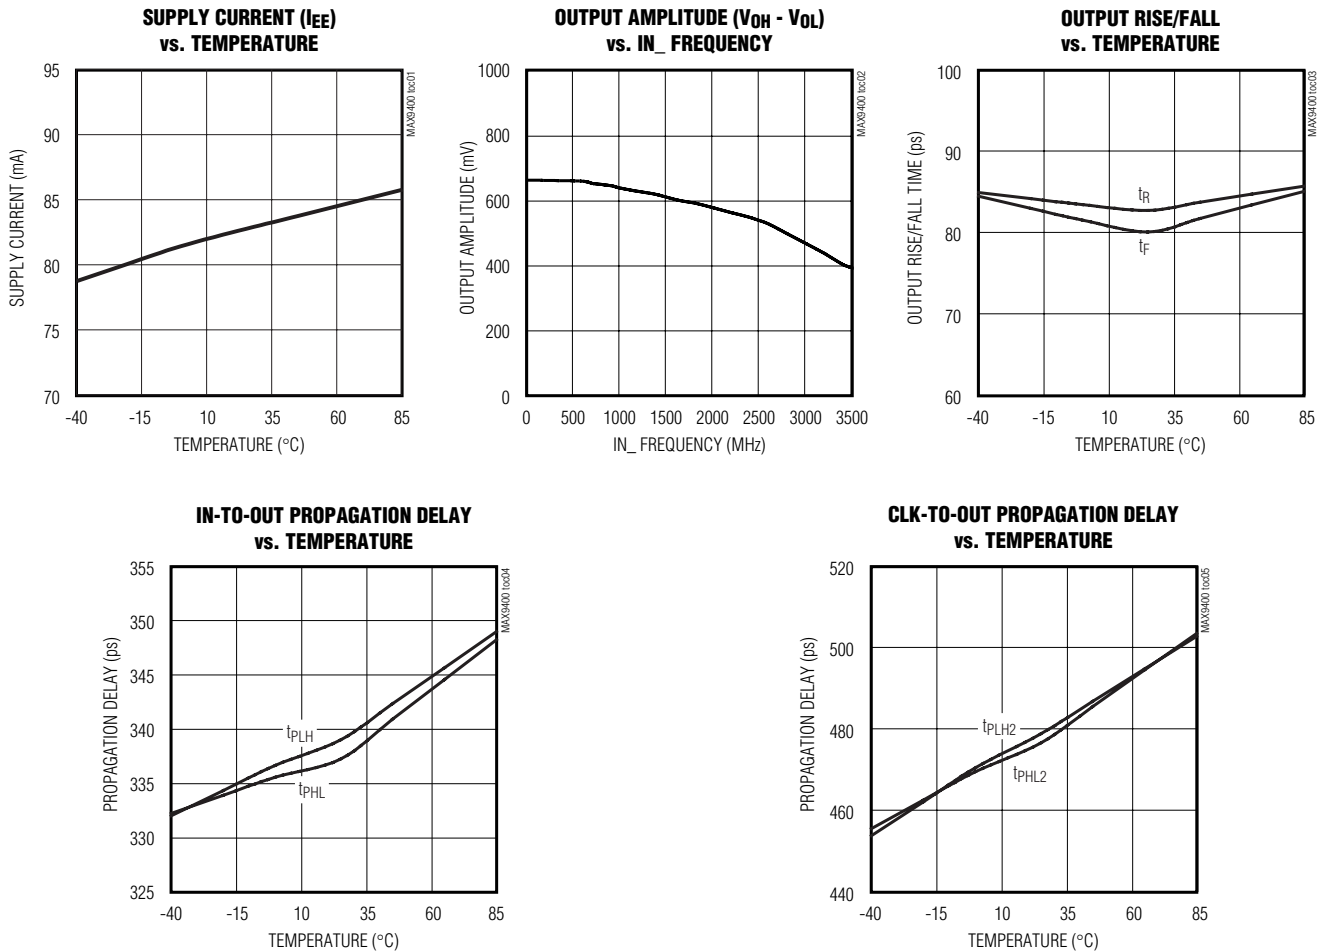 SUPPLY CURRENT (IEE)
vs. TEMPERATURE
MAX9400 toc01
SUPPLY CURRENT (mA)
95
90
85
80
75
70
-40 -15 10 35 60 85
TEMPERATURE (°C)
OUTPUT AMPLITUDE (VOH - VOL)
vs. IN_ FREQUENCY
MAX9400 toc02
OUTPUT AMPLITUDE (mV)
1000
800
600
400
200
0
0 500 1000 1500 2000 2500 3000 3500
IN_ FREQUENCY (MHz)
OUTPUT RISE/FALL
vs. TEMPERATURE
MAX9400 toc03
OUTPUT RISE/FALL TIME (ps)
100
90
80
70
60
tR
tF
-40 -15 10 35 60 85
TEMPERATURE (°C)
IN-TO-OUT PROPAGATION DELAY
vs. TEMPERATURE
MAX9400 toc04
PROPAGATION DELAY (ps)
355
350
345
340
335
330
325
tPLH
tPHL
-40 -15 10 35 60 85
TEMPERATURE (°C)
CLK-TO-OUT PROPAGATION DELAY
vs. TEMPERATURE
MAX9400 toc05
PROPAGATION DELAY (ps)
520
500
480
460
440
tPLH2
tPHL2
-40 -15 10 35 60 85
TEMPERATURE (°C)